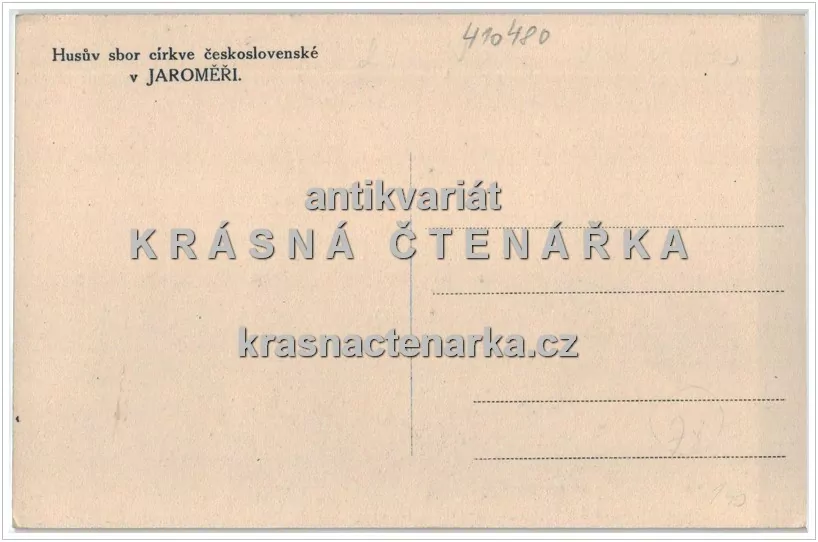 Husův sbor církve československé
v JAROMĚŘI.
410480
antikvariát
KRÁSNÁ ČTENÁŘKA
krasnactenarka.cz